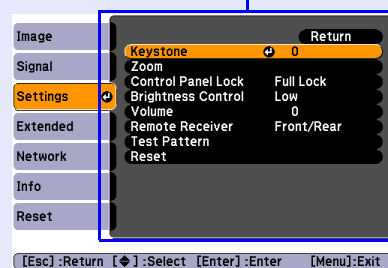 Image
Signal
Settings
Extended
Network
Info
Reset
Return
Keystone 0
Zoom
Control Panel Lock Full Lock
Brightness Control Low
Volume 0
Remote Receiver Front/Rear
Test Pattern
Reset
[Esc] :Return [◆] :Select [Enter] :Enter [Menu] :Exit